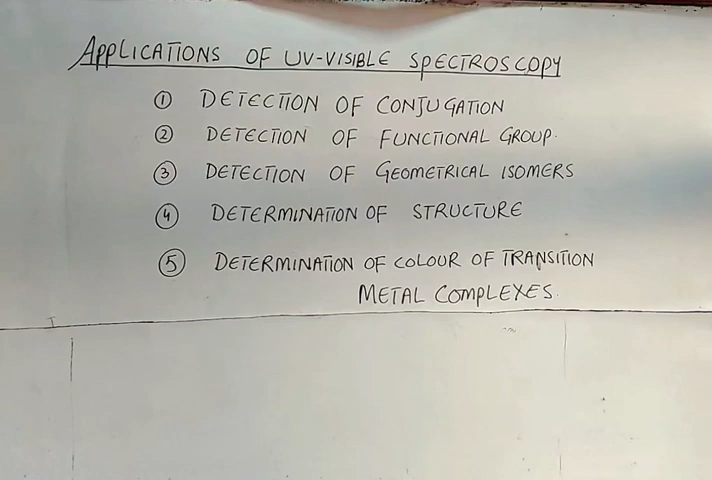 APPLICATIONS OF UV-VISIBLE SPECTROSCOPY
① DETECTION OF CONJUGATION
② DETECTION OF FUNCTIONAL GROUP.
③ DETECTION OF GEOMETRICAL ISOMERS
④ DETERMINATION OF STRUCTURE
⑤ DETERMINATION OF COLOUR OF TRANSITION
METAL COMPLEXES.